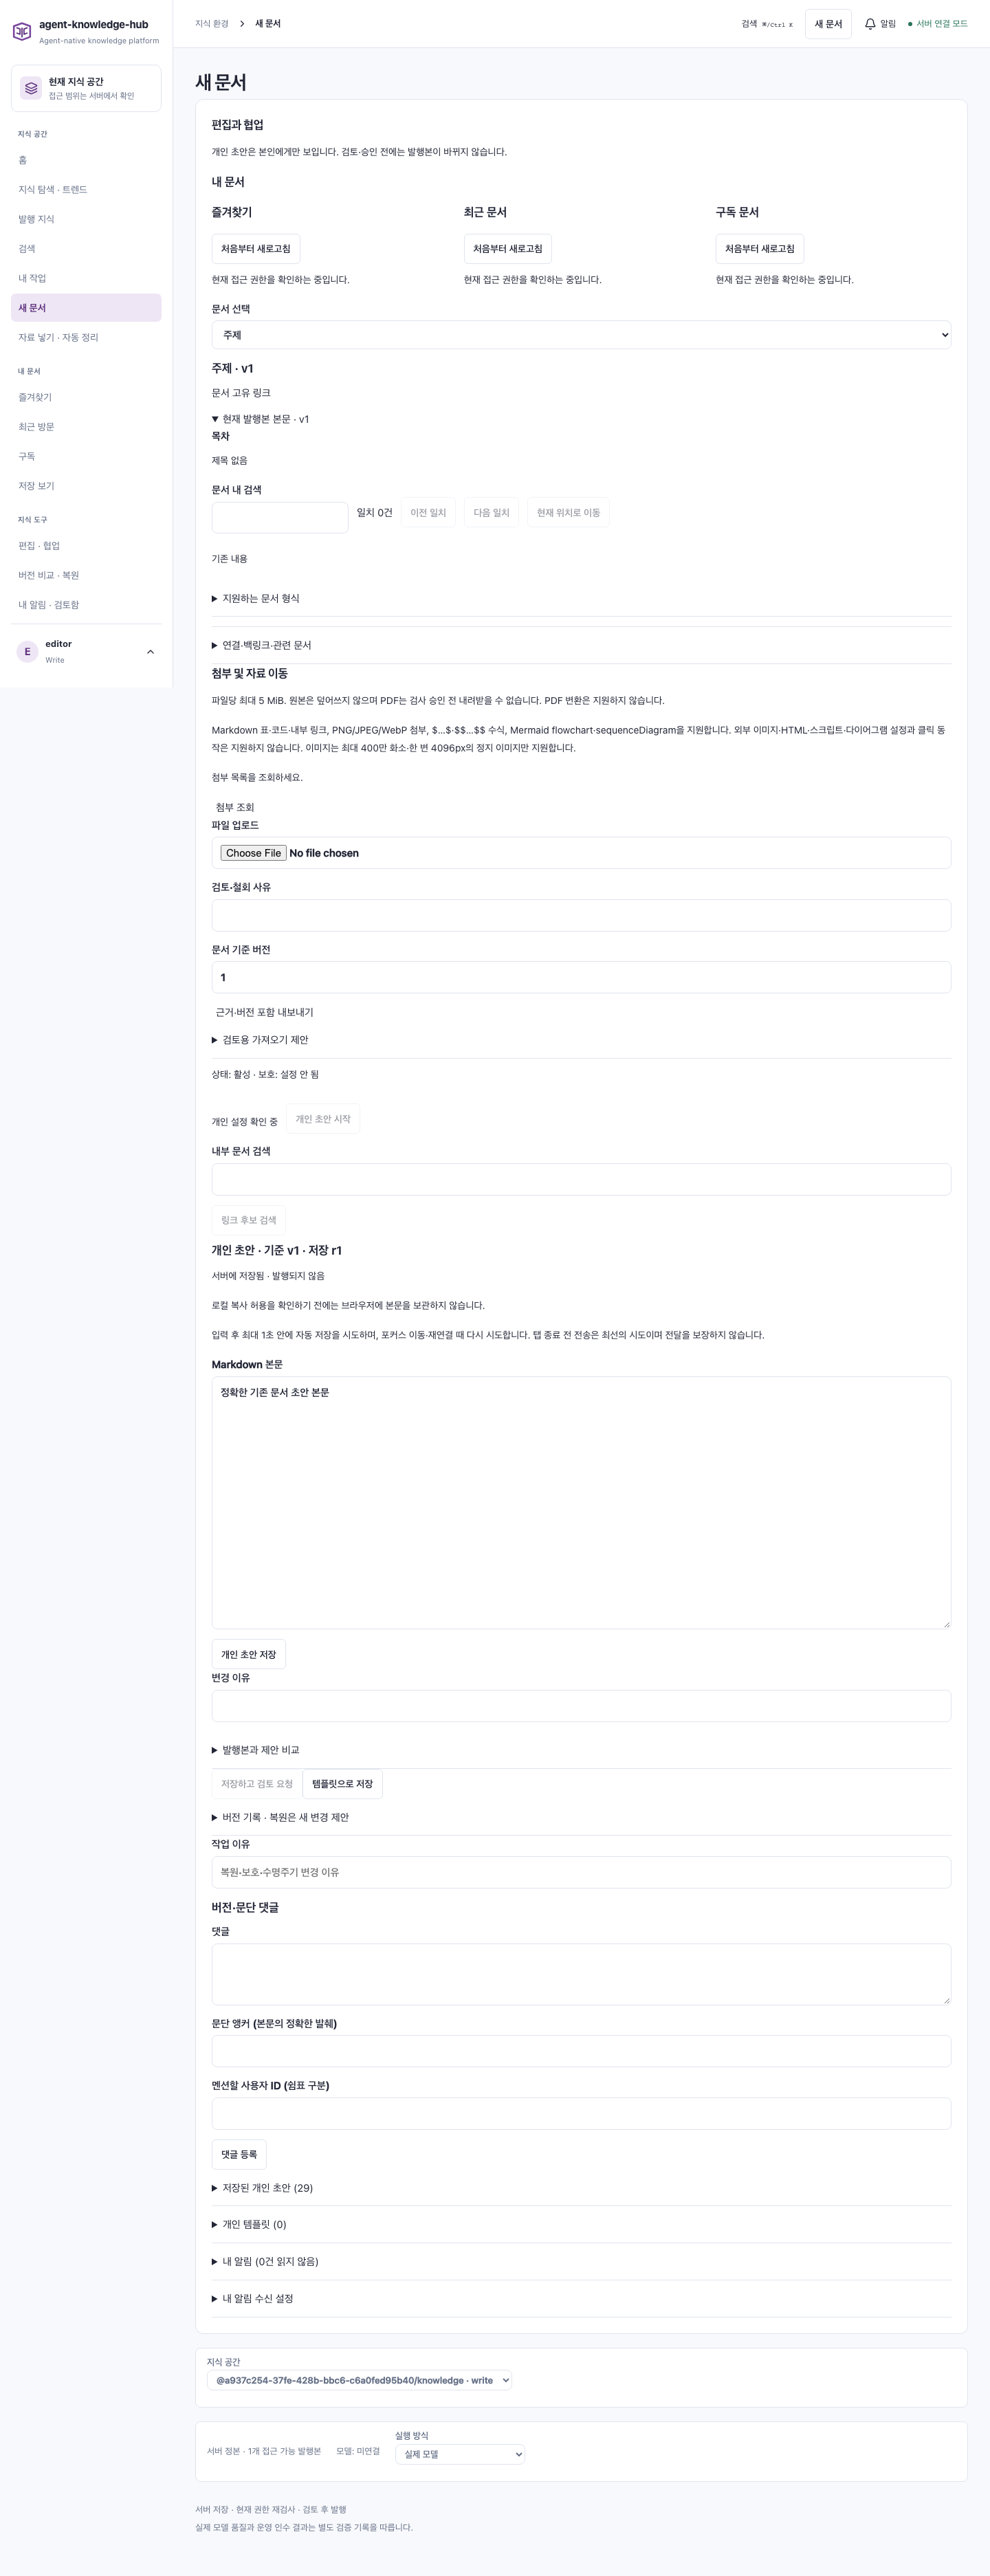 agent-knowledge-hub
Agent-native knowledge platform
현재 지식 공간
접근 범위는 서버에서 확인
지식 공간
홈
지식 탐색 · 트렌드
발행 지식
검색
내 작업
새 문서
자료 넣기 · 자동 정리
내 문서
즐겨찾기
최근 방문
구독
저장 보기
지식 도구
편집 · 협업
버전 비교 · 복원
내 알림 · 검토함
E
editor
Write
지식 환경 > 새 문서
검색 ⌘/Ctrl K
새 문서
알림
서버 연결 모드
새 문서
편집과 협업
개인 초안은 본인에게만 보입니다. 검토·승인 전에는 발행본이 바뀌지 않습니다.
내 문서
즐겨찾기 최근 문서 구독 문서
처음부터 새로고침 처음부터 새로고침 처음부터 새로고침
현재 접근 권한을 확인하는 중입니다. 현재 접근 권한을 확인하는 중입니다. 현재 접근 권한을 확인하는 중입니다.
문서 선택
주제
주제 · v1
문서 고유 링크
▼ 현재 발행본 본문 · v1
목차
제목 없음
문서 내 검색
일치 0건 이전 일치 다음 일치 현재 위치로 이동
기존 내용
▶ 지원하는 문서 형식
▶ 연결·백링크·관련 문서
첨부 및 자료 이동
파일당 최대 5 MiB. 원본은 덮어쓰지 않으며 PDF는 검사 승인 전 내려받을 수 없습니다. PDF 변환은 지원하지 않습니다.
Markdown 표·코드·내부 링크, PNG/JPEG/WebP 첨부, $...$·$$...$$ 수식, Mermaid flowchart·sequenceDiagram을 지원합니다. 외부 이미지·HTML·스크립트·다이어그램 설정과 클릭 동
작은 지원하지 않습니다. 이미지는 최대 400만 화소·한 변 4096px의 정지 이미지만 지원합니다.
첨부 목록을 조회하세요.
첨부 조회
파일 업로드
Choose File No file chosen
검토·철회 사유
문서 기준 버전
1
근거·버전 포함 내보내기
▶ 검토용 가져오기 제안
상태: 활성 · 보호: 설정 안 됨
개인 설정 확인 중 개인 초안 시작
내부 문서 검색
링크 후보 검색
개인 초안 · 기준 v1 · 저장 r1
서버에 저장됨 · 발행되지 않음
로컬 복사 허용을 확인하기 전에는 브라우저에 본문을 보관하지 않습니다.
입력 후 최대 1초 안에 자동 저장을 시도하며, 포커스 이동·재연결 때 다시 시도합니다. 탭 종료 전 전송은 최선의 시도이며 전달을 보장하지 않습니다.
Markdown 본문
정확한 기존 문서 초안 본문
개인 초안 저장
변경 이유
▶ 발행본과 제안 비교
저장하고 검토 요청 템플릿으로 저장
▶ 버전 기록 · 복원은 새 변경 제안
작업 이유
복원·보호·수명주기 변경 이유
버전·문단 댓글
댓글
문단 앵커 (본문의 정확한 발췌)
멘션할 사용자 ID (쉼표 구분)
댓글 등록
▶ 저장된 개인 초안 (29)
▶ 개인 템플릿 (0)
▶ 내 알림 (0건 읽지 않음)
▶ 내 알림 수신 설정
지식 공간
@a937c254-37fe-428b-bbc6-c6a0fed95b40/knowledge · write
실행 방식
서버 정본 · 1개 접근 가능 발행본 모델: 미연결 실제 모델
서버 저장 · 현재 권한 재검사 · 검토 후 발행
실제 모델 품질과 운영 인수 결과는 별도 검증 기록을 따릅니다.